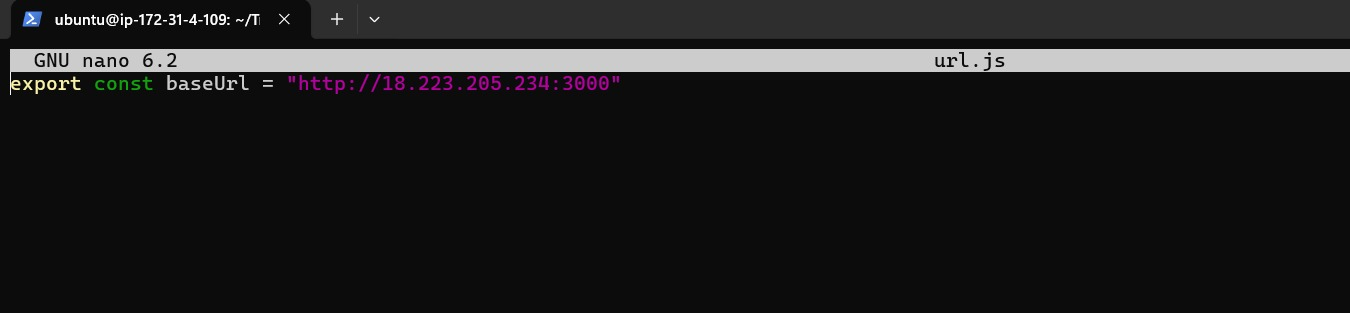 ubuntu@ip-172-31-4-109: ~/T
GNU nano 6.2 url.js
export const baseUrl = "http://18.223.205.234:3000"